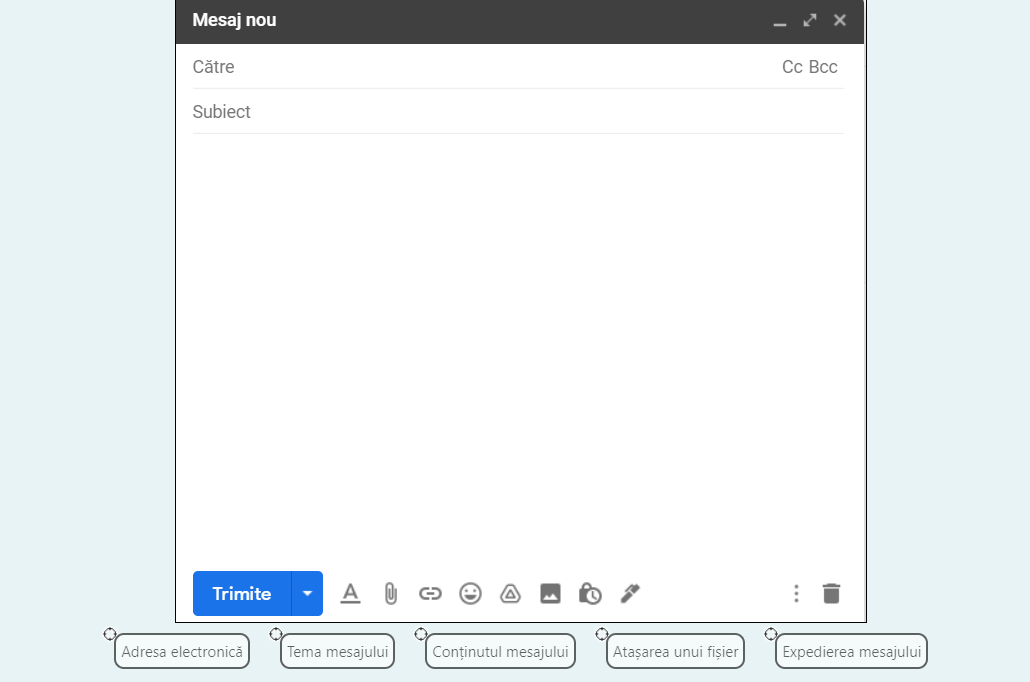 Mesaj nou
Către Cc Bcc
Subiect
Trimite
Adresa electronică Tema mesajului Conținutul mesajului Atașarea unui fișier Expedierea mesajului